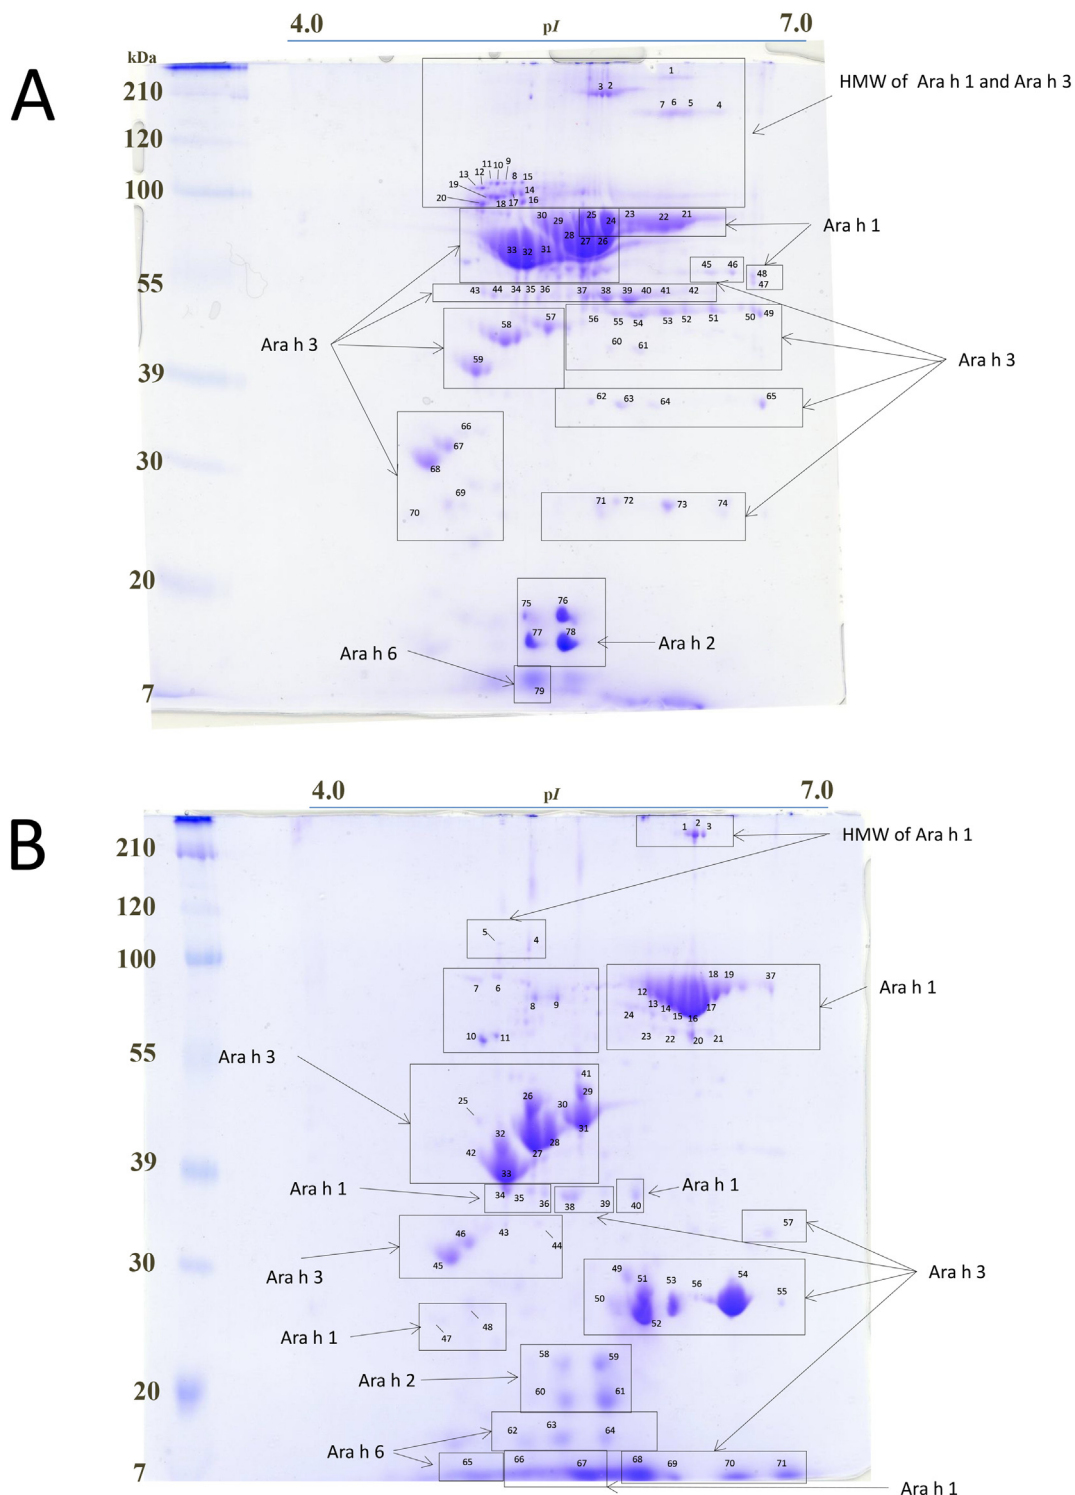 4.0 pI 7.0
A
kDa
HMW of Ara h 1 and Ara h 3
210
1
3 2
7 6 5 4
120
11 10 9
13 12 8 15
100
19 14
20 18 17 16
30 29 25 24 23 22 21
Ara h 1
28
33 32 31 27 26
45 46
48
47
55
43 44 34 35 36 37 38 39 40 41 42
58 57 56 55 54 53 52 51 50 49
Ara h 3
60 61
59
Ara h 3
39
62 63 64 65
66
67
30
68
69
70
71 72 73 74
20
75 76
77 78
Ara h 2
Ara h 6
79
7
4.0 pI 7.0
B
1 2 3
HMW of Ara h 1
210
120
5 4
100
7 6
8 9
10 11
18 19 37
12
13 14 15 16 17
24
23 22 20 21
Ara h 1
55
Ara h 3
41
25 26 30 29
32 28 31
42 27
33
39
Ara h 1
34 35 36 38 39 40
Ara h 1
57
46 43 44
45
30
Ara h 3
49 51 53 56 54 55
50 52
Ara h 3
Ara h 1
47 48
58 59
Ara h 2
60 61
20
62 63 64
Ara h 6
65 66 67 68 69 70 71
7
Ara h 1